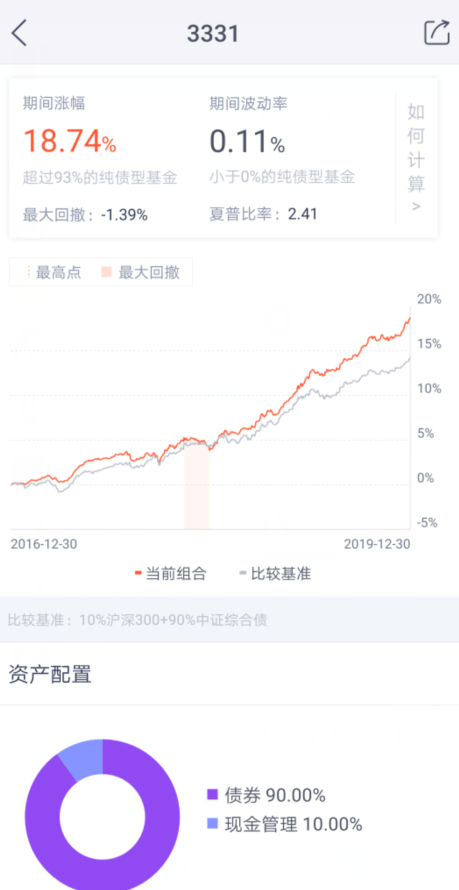 3331
期间涨幅
期间波动率
18.74%
0.11%
超过93%的纯债型基金
小于0%的纯债型基金
最大回撤：-1.39%
夏普比率：2.41
如何计算 >
最高点
最大回撤
20%
15%
10%
5%
0%
-5%
2016-12-30
2019-12-30
当前组合
比较基准
比较基准：10%沪深300+90%中证综合债
资产配置
债券 90.00%
现金管理 10.00%